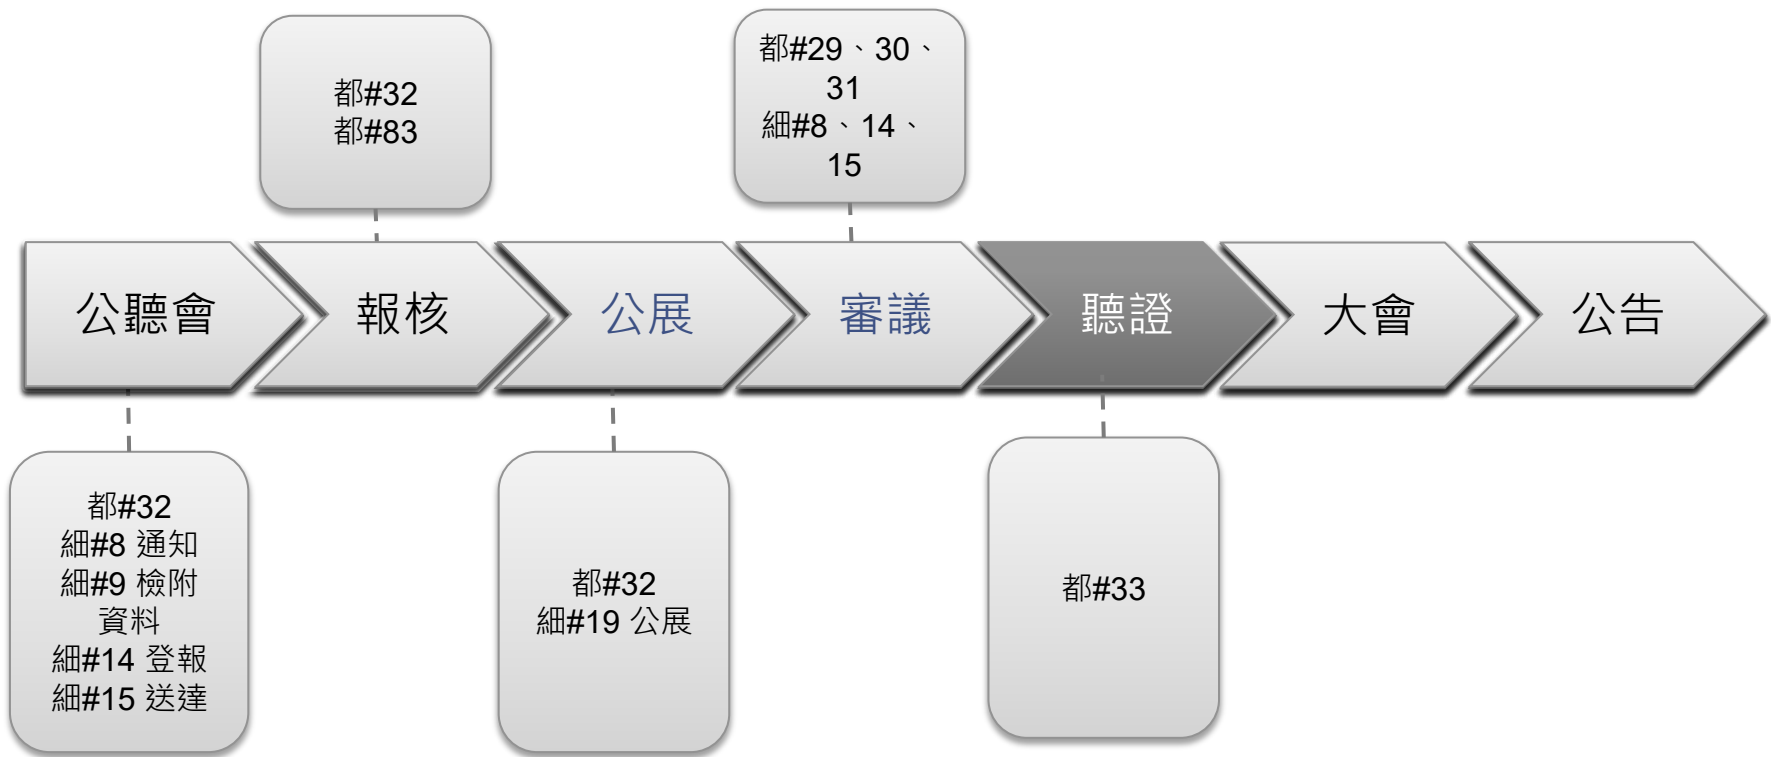 都#32
都#83
都#29、30、
31
細#8、14、
15
公聽會
報核
公展
審議
聽證
大會
公告
都#32
細#8 通知
細#9 檢附
資料
細#14 登報
細#15 送達
都#32
細#19 公展
都#33